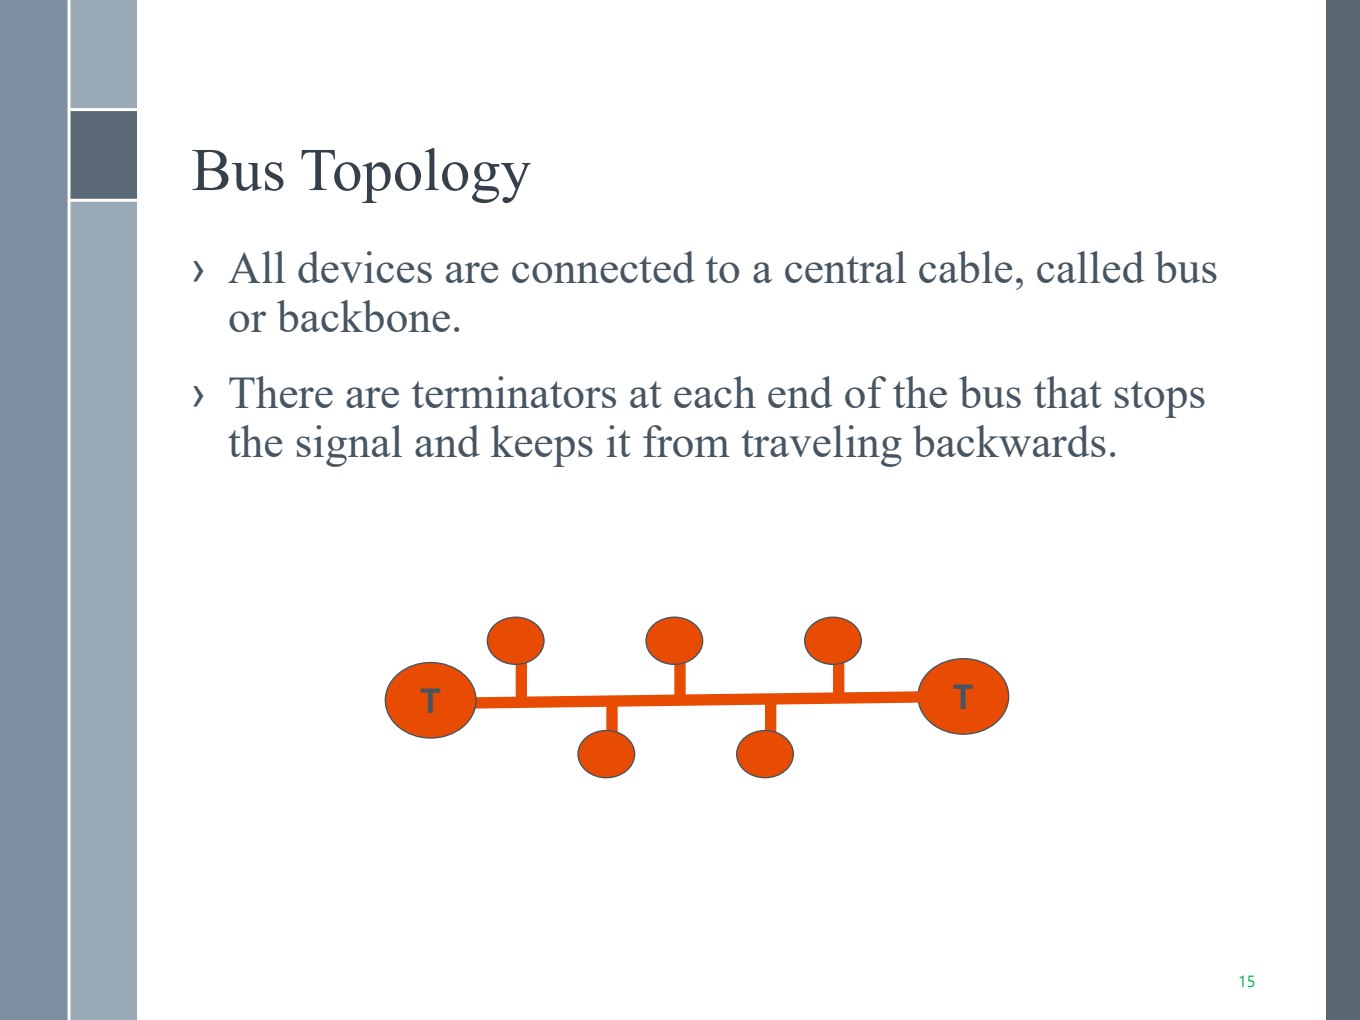 Bus Topology
› All devices are connected to a central cable, called bus
or backbone.
› There are terminators at each end of the bus that stops
the signal and keeps it from traveling backwards.
T T
15